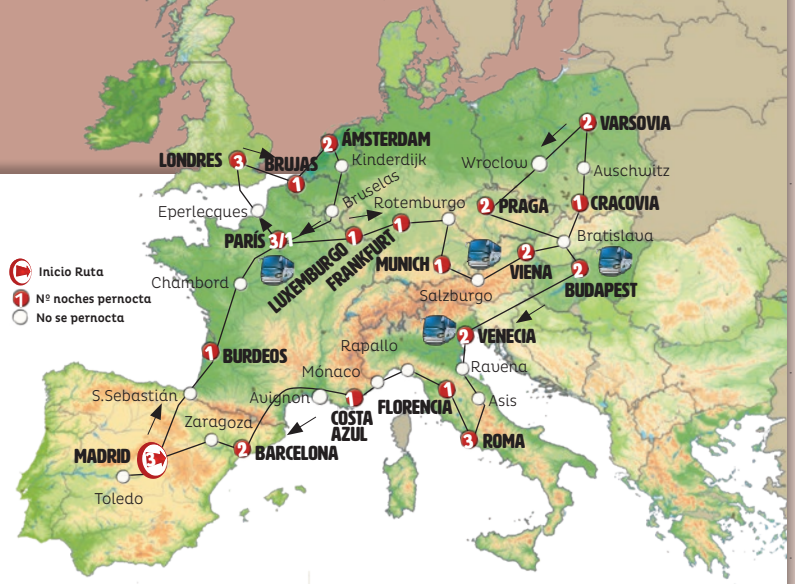 2 VARSOVIA
2 ÁMSTERDAM
LONDRES 3
BRUJAS
1
Kinderdijk
Wroclow
Auschwitz
Bruselas
Rotemburgo
2 PRAGA
1 CRACOVIA
Eperlecques
PARÍS 3/1
1
LUXEMBURGO
1
FRANKFURT
Bratislava
MUNICH 1
2
VIENA
2
BUDAPEST
Inicio Ruta
Chambord
Salzburgo
1 Nº noches pernocta
No se pernocta
2 VENECIA
1 BURDEOS
Rapallo
Mónaco
Ravena
S.Sebastián
Avignon
1
COSTA
AZUL
1
FLORENCIA
Asis
Zaragoza
3 ROMA
MADRID 3
2 BARCELONA
Toledo